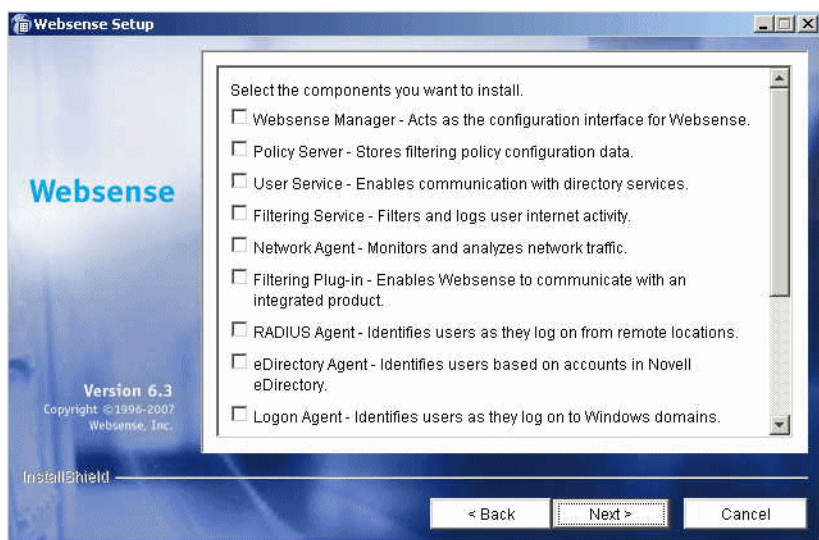 Websense Setup
Select the components you want to install.
Websense Manager - Acts as the configuration interface for Websense.
Policy Server - Stores filtering policy configuration data.
User Service - Enables communication with directory services.
Filtering Service - Filters and logs user internet activity.
Network Agent - Monitors and analyzes network traffic.
Filtering Plug-in - Enables Websense to communicate with an
integrated product.
RADIUS Agent - Identifies users as they log on from remote locations.
eDirectory Agent - Identifies users based on accounts in Novell
eDirectory.
Logon Agent - Identifies users as they log on to Windows domains.
Websense
Version 6.3
Copyright ©1996-2007
Websense, Inc.
InstallShield
< Back
Next >
Cancel